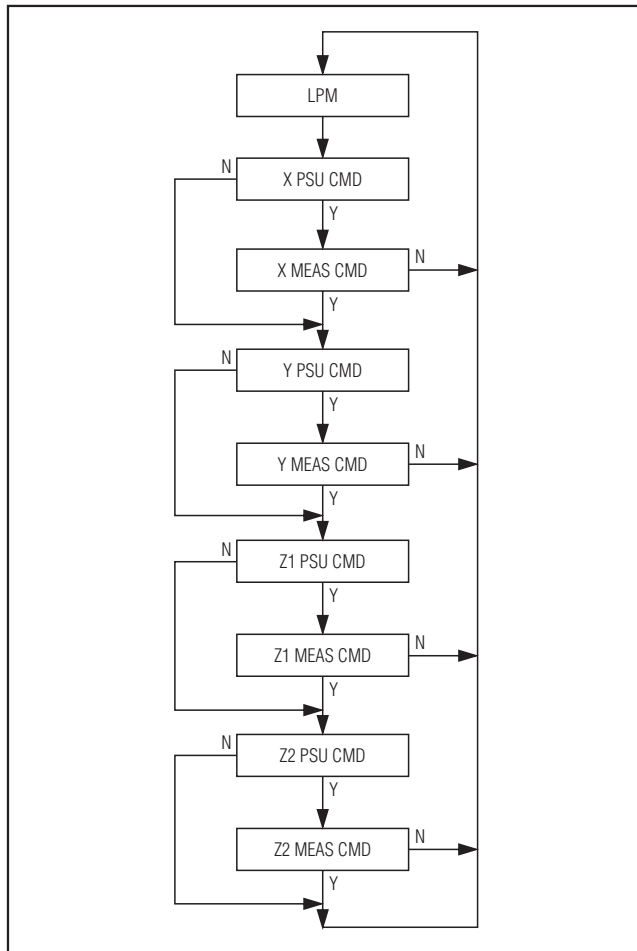 LPM
N
X PSU CMD
Y
X MEAS CMD
N
Y
N
Y PSU CMD
Y
Y MEAS CMD
N
Y
N
Z1 PSU CMD
Y
Z1 MEAS CMD
N
Y
N
Z2 PSU CMD
Y
Z2 MEAS CMD
N
Y